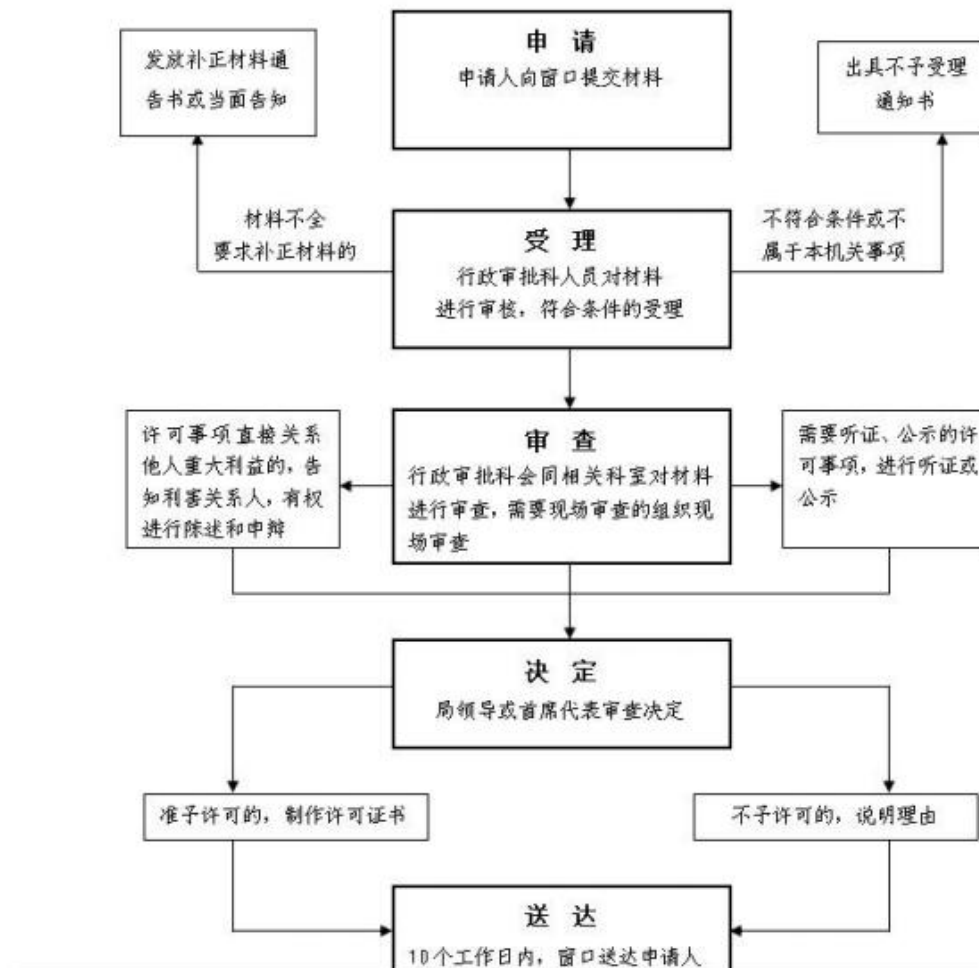 申 请
申请人向窗口提交材料
发放补正材料通
告书或当面告知
出具不予受理
通知书
材料不全
要求补正材料的
不符合条件或不
属于本机关事项
受 理
行政审批科人员对材料
进行审核，符合条件的受理
许可事项直接关系
他人重大利益的，告
知利害关系人，有权
进行陈述和申辩
审 查
行政审批科会同相关科室对材料
进行审查，需要现场审查的组织现
场审查
需要听证、公示的许
可事项，进行听证或
公示
决 定
局领导或首席代表审查决定
准予许可的，制作许可证书
不予许可的，说明理由
送 达
10个工作日内，窗口送达申请人